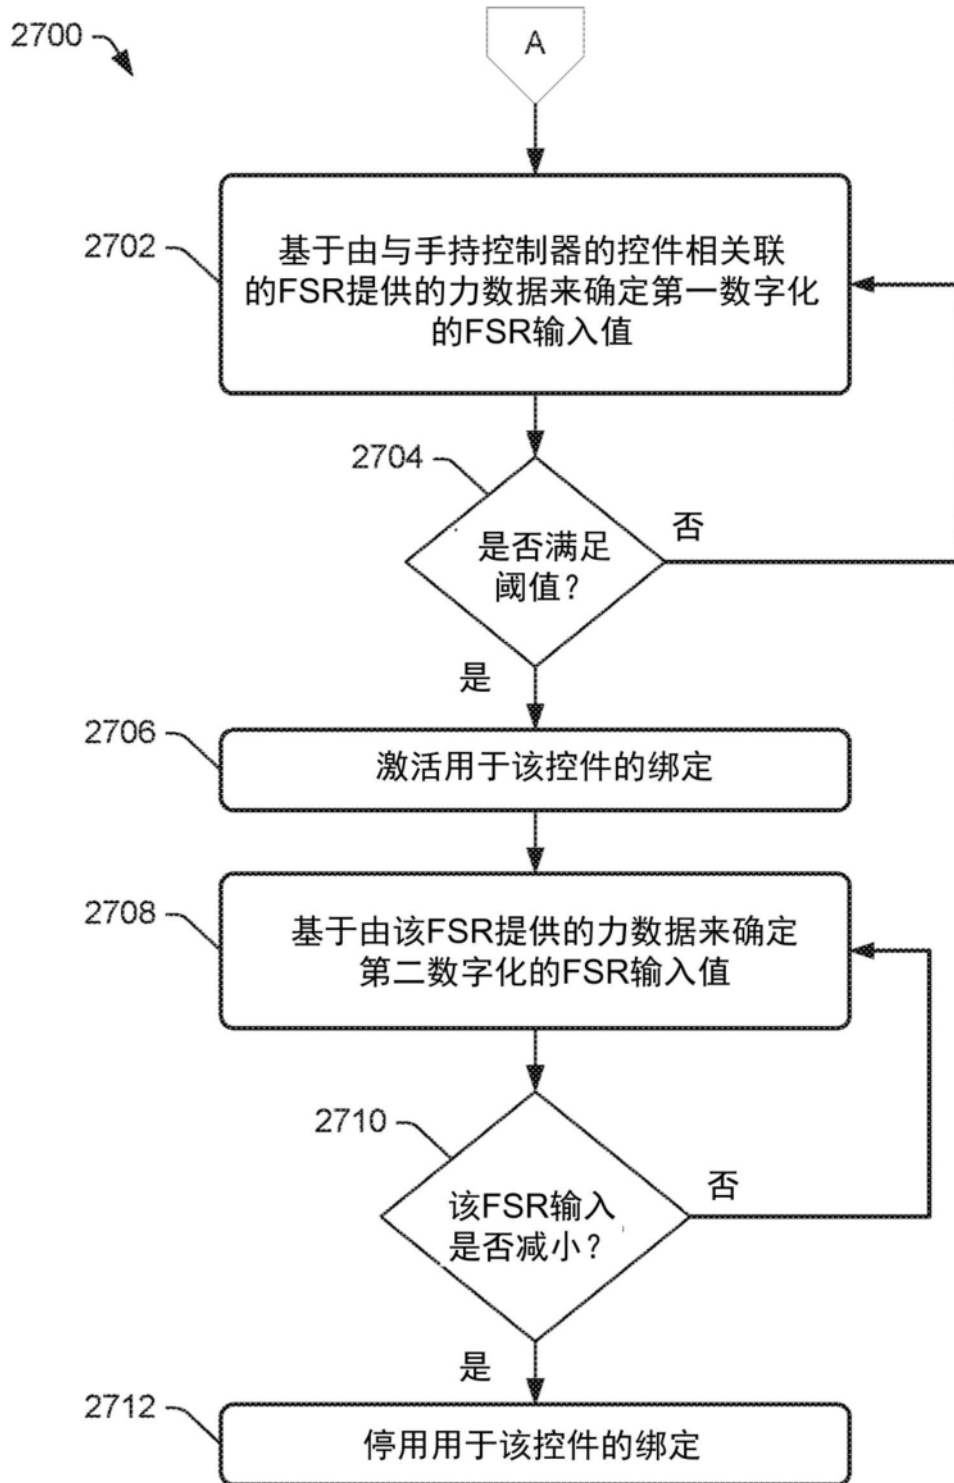 2700
A
2702
基于由与手持控制器的控件相关联
的FSR提供的力数据来确定第一数字化
的FSR输入值
2704
是否满足
阈值？
否
是
2706
激活用于该控件的绑定
2708
基于由该FSR提供的力数据来确定
第二数字化的FSR输入值
2710
该FSR输入
是否减小？
否
是
2712
停用用于该控件的绑定